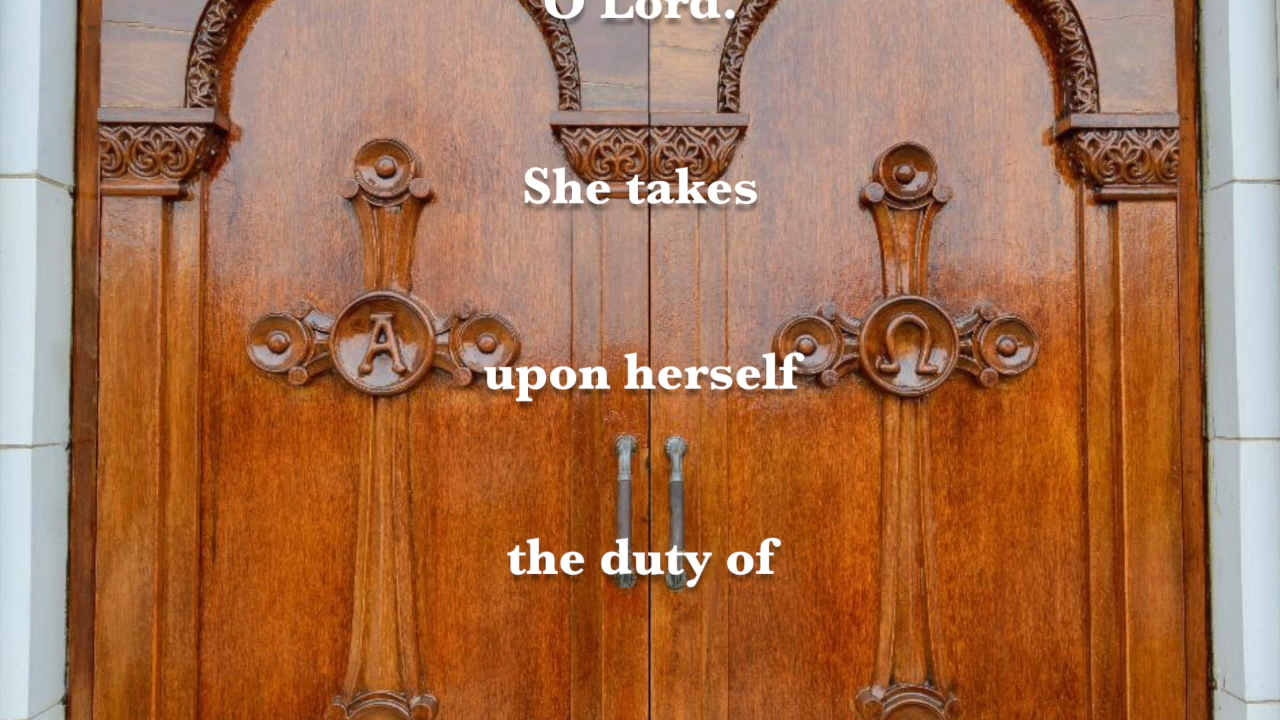 O Lord.
She takes
A Ω
upon herself
the duty of